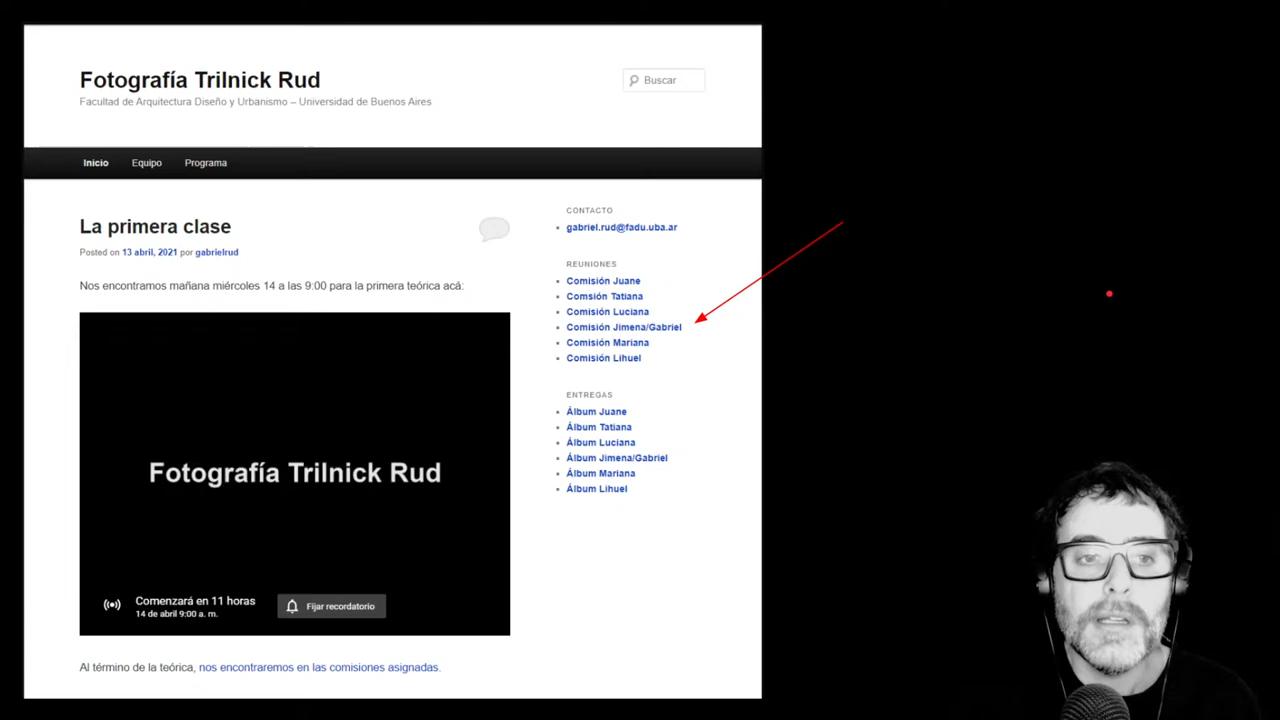 Fotografía Trilnick Rud
Facultad de Arquitectura Diseño y Urbanismo – Universidad de Buenos Aires
Buscar
Inicio Equipo Programa
La primera clase
Posted on 13 abril, 2021 por gabrielrud
Nos encontramos mañana miércoles 14 a las 9:00 para la primera teórica acá:
Fotografía Trilnick Rud
Comenzará en 11 horas
14 de abril 9:00 a. m.
Fijar recordatorio
Al término de la teórica, nos encontraremos en las comisiones asignadas.
CONTACTO
gabriel.rud@fadu.uba.ar
REUNIONES
Comisión Juane
Comsión Tatiana
Comisión Luciana
Comisión Jimena/Gabriel
Comisión Mariana
Comisión Lihuel
ENTREGAS
Álbum Juane
Álbum Tatiana
Álbum Luciana
Álbum Jimena/Gabriel
Álbum Mariana
Álbum Lihuel